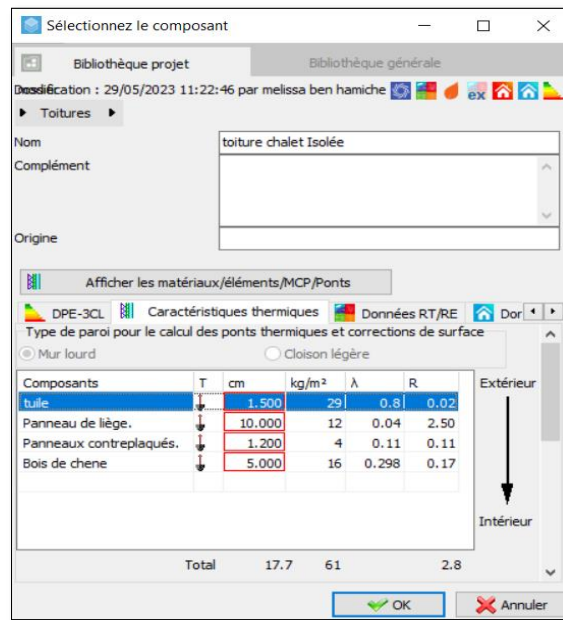 Sélectionnez le composant
Bibliothèque projet Bibliothèque générale
Modification : 29/05/2023 11:22:46 par melissa ben hamiche
Toitures
Nom toiture chalet Isolée
Complément
Origine
Afficher les matériaux/éléments/MCP/Ponts
DPE-3CL Caractéristiques thermiques Données RT/RE Dor
Type de paroi pour le calcul des ponts thermiques et corrections de surface
Mur lourd Cloison légère
Composants T cm kg/m² λ R Extérieur
tuile 1.500 29 0.8 0.02
Panneau de liège. 10.000 12 0.04 2.50
Panneaux contreplaqués. 1.200 4 0.11 0.11
Bois de chene 5.000 16 0.298 0.17
Intérieur
Total 17.7 61 2.8
OK Annuler